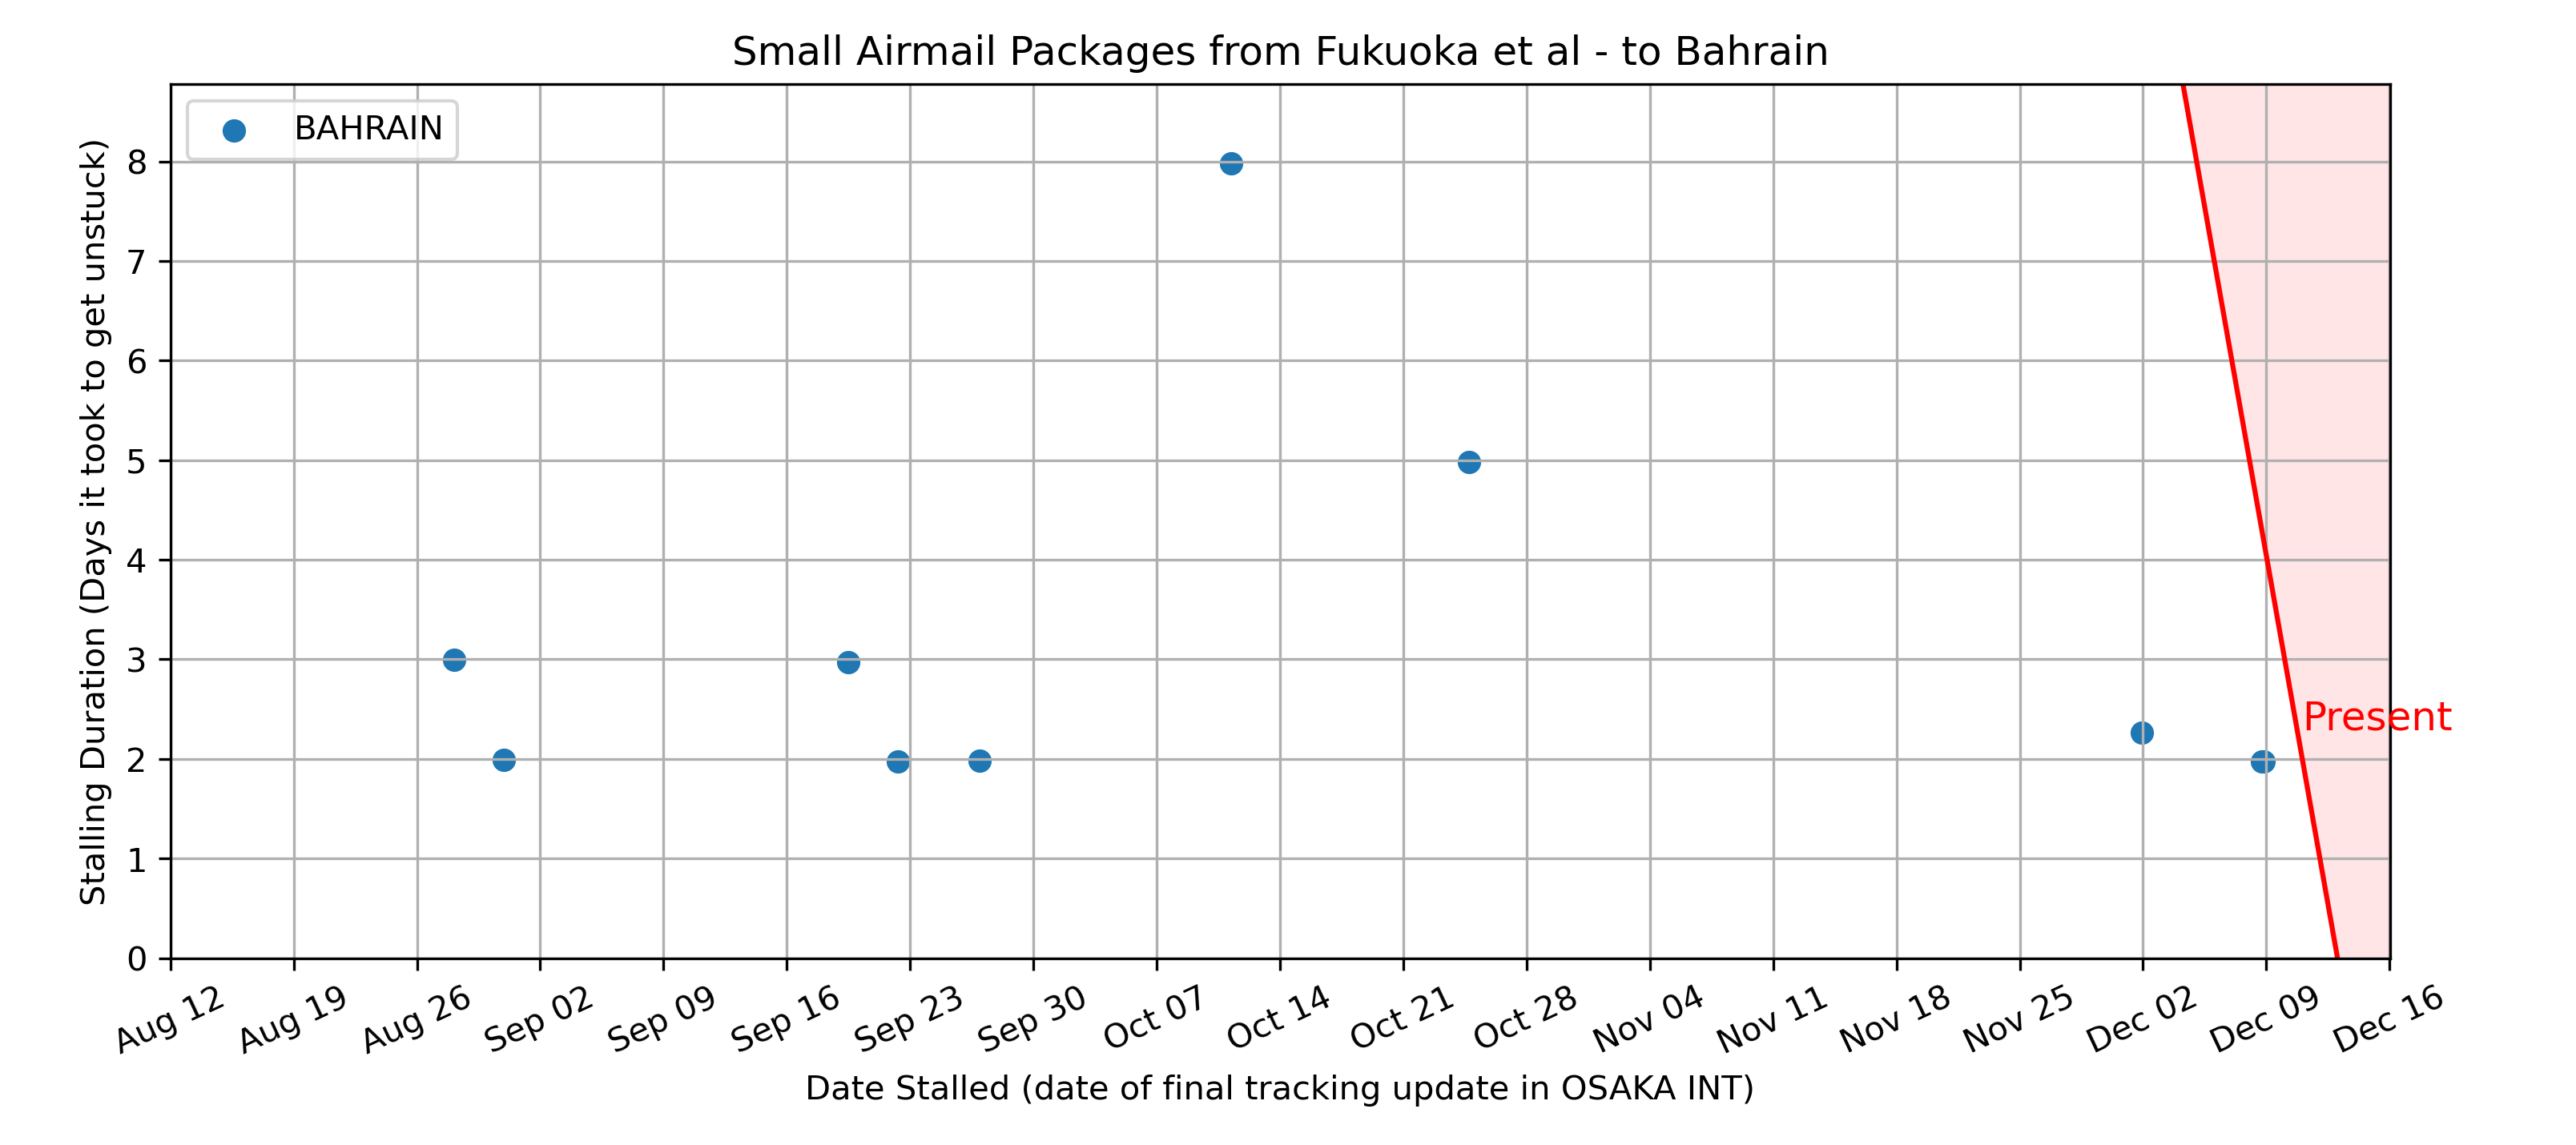 Small Airmail Packages from Fukuoka et al - to Bahrain
BAHRAIN
Stalling Duration (Days it took to get unstuck)
8
7
6
5
4
3
2
1
0
Present
Aug 12
Aug 19
Aug 26
Sep 02
Sep 09
Sep 16
Sep 23
Sep 30
Oct 07
Oct 14
Oct 21
Oct 28
Nov 04
Nov 11
Nov 18
Nov 25
Dec 02
Dec 09
Dec 16
Date Stalled (date of final tracking update in OSAKA INT)